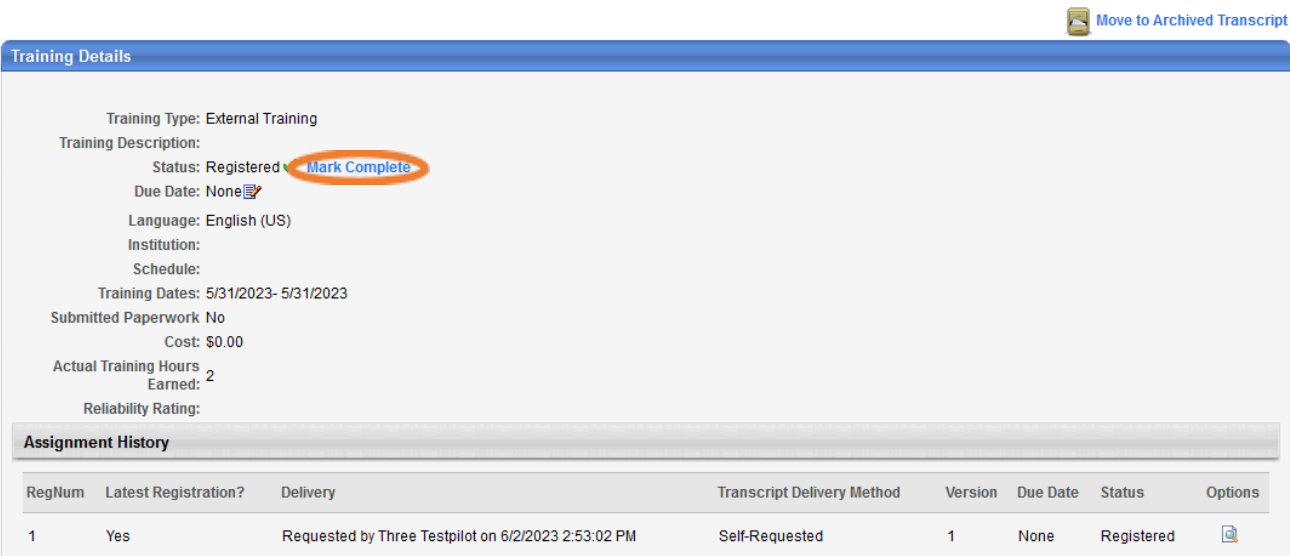 Move to Archived Transcript
Training Details
Training Type: External Training
Training Description:
Status: Registered Mark Complete
Due Date: None
Language: English (US)
Institution:
Schedule:
Training Dates: 5/31/2023- 5/31/2023
Submitted Paperwork No
Cost: $0.00
Actual Training Hours
Earned: 2
Reliability Rating:
Assignment History
RegNum Latest Registration? Delivery Transcript Delivery Method Version Due Date Status Options
1 Yes Requested by Three Testpilot on 6/2/2023 2:53:02 PM Self-Requested 1 None Registered